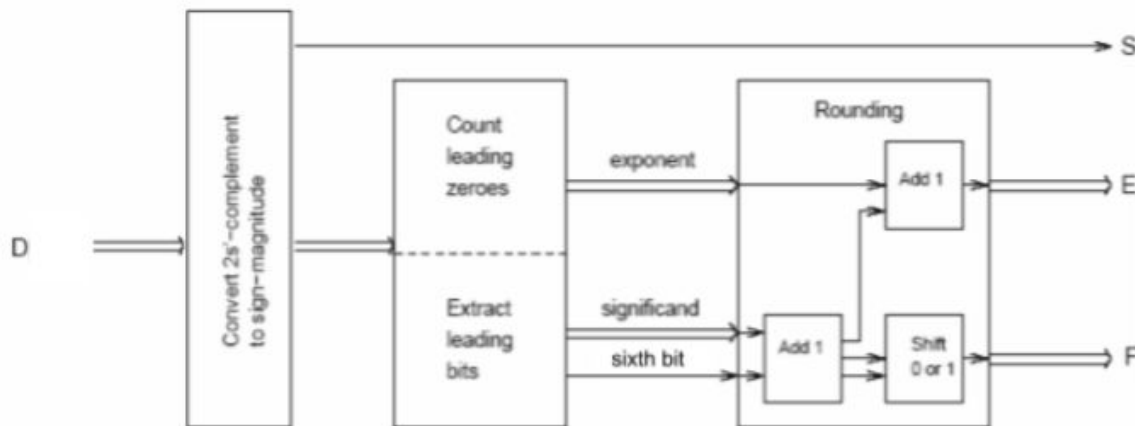 S
Rounding
Count
leading
zeroes
exponent
Add 1
E
D
Convert 2s'-complement
to sign-magnitude
Extract
leading
bits
significand
sixth bit
Add 1
Shift
0 or 1
F